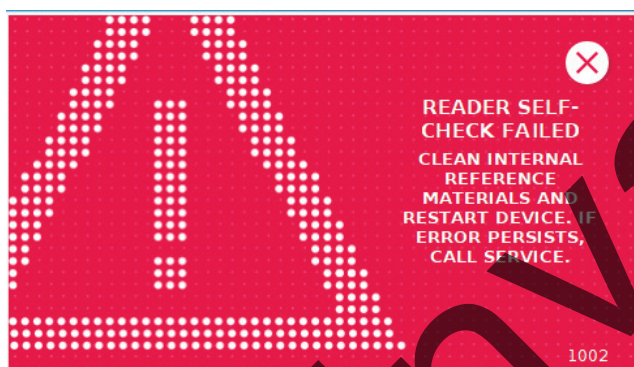 READER SELF-
CHECK FAILED
CLEAN INTERNAL
REFERENCE
MATERIALS AND
RESTART DEVICE. IF
ERROR PERSISTS,
CALL SERVICE.
1002